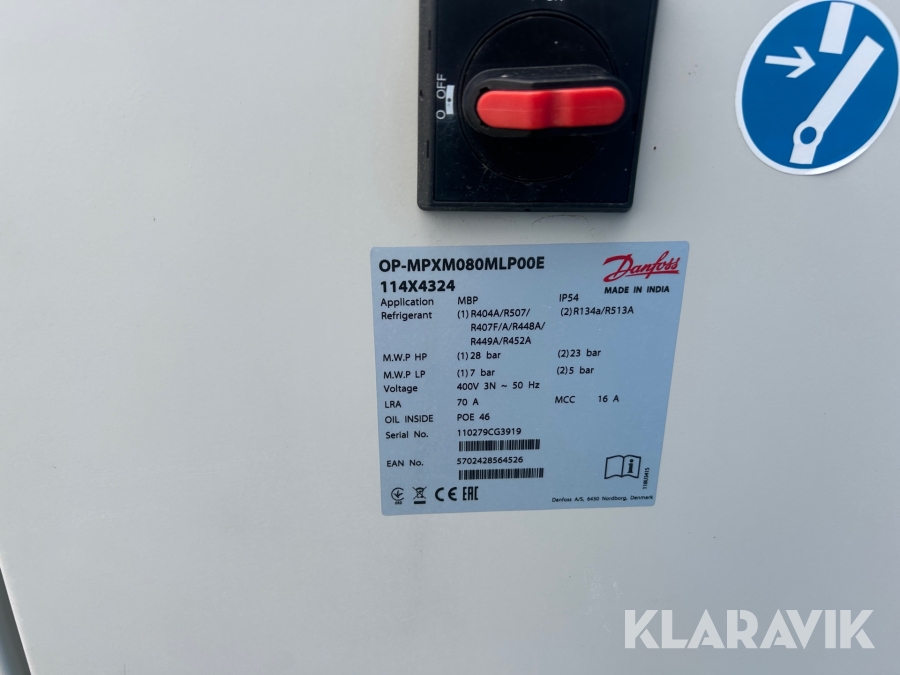 O OFF
OP-MPXM080MLP00E
114X4324
Danfoss
MADE IN INDIA
Application MBP IP54
Refrigerant (1) R404A/R507/ (2) R134a/R513A
R407F/A/R448A/
R449A/R452A
M.W.P HP (1) 28 bar (2) 23 bar
M.W.P LP (1) 7 bar (2) 5 bar
Voltage 400V 3N ~ 50 Hz
LRA 70 A MCC 16 A
OIL INSIDE POE 46
Serial No. 110279CG3919
EAN No. 5702428564526
CE EAC
Danfoss A/S, 6430 Nordborg, Denmark
KLARAVIK